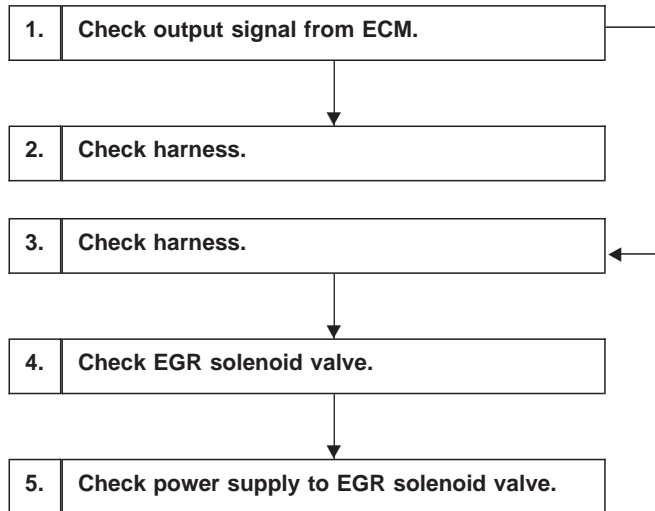 1. Check output signal from ECM.
2. Check harness.
3. Check harness.
4. Check EGR solenoid valve.
5. Check power supply to EGR solenoid valve.